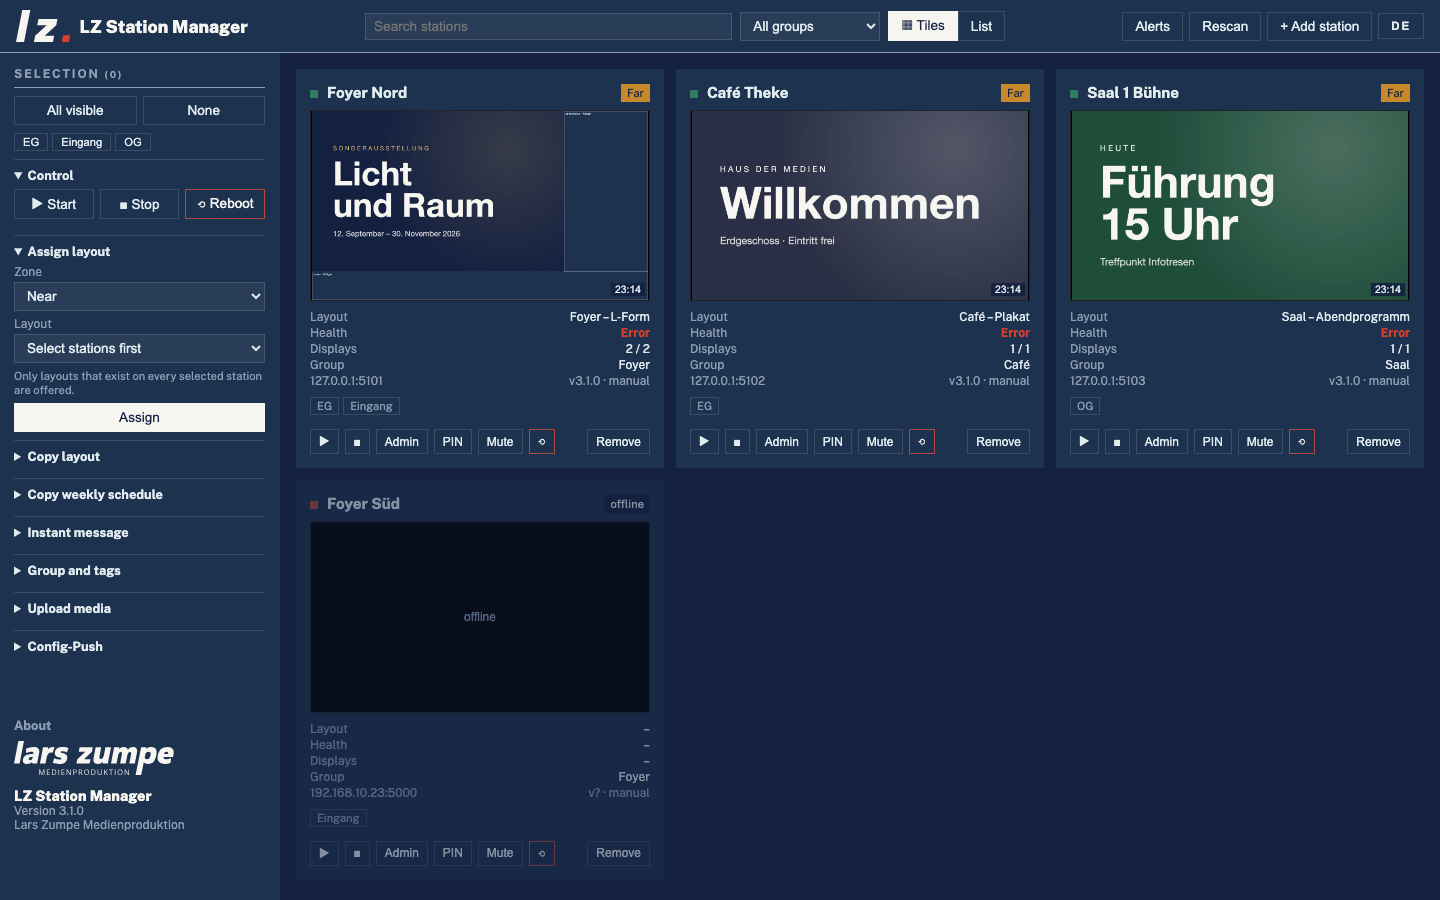 lz. LZ Station Manager
Search stations
All groups
Tiles
List
Alerts
Rescan
+ Add station
DE
SELECTION (0)
All visible
None
EG
Eingang
OG
▼ Control
▶ Start
■ Stop
⟲ Reboot
▼ Assign layout
Zone
Near
Layout
Select stations first
Only layouts that exist on every selected station
are offered.
Assign
▶ Copy layout
▶ Copy weekly schedule
▶ Instant message
▶ Group and tags
▶ Upload media
▶ Config-Push
About
lars zumpe
MEDIENPRODUKTION
LZ Station Manager
Version 3.1.0
Lars Zumpe Medienproduktion
Foyer Nord
Far
SONDERAUSSTELLUNG
Licht
und Raum
12. September – 30. November 2026
23:14
Layout Foyer – L-Form
Health Error
Displays 2 / 2
Group Foyer
127.0.0.1:5101 v3.1.0 · manual
EG
Eingang
▶ ■ Admin PIN Mute ⟲ Remove
Café Theke
Far
HAUS DER MEDIEN
Willkommen
Erdgeschoss · Eintritt frei
23:14
Layout Café – Plakat
Health Error
Displays 1 / 1
Group Café
127.0.0.1:5102 v3.1.0 · manual
EG
▶ ■ Admin PIN Mute ⟲ Remove
Saal 1 Bühne
Far
HEUTE
Führung
15 Uhr
Treffpunkt Infotresen
23:14
Layout Saal – Abendprogramm
Health Error
Displays 1 / 1
Group Saal
127.0.0.1:5103 v3.1.0 · manual
OG
▶ ■ Admin PIN Mute ⟲ Remove
Foyer Süd
offline
offline
Layout –
Health –
Displays –
Group Foyer
192.168.10.23:5000 v? · manual
Eingang
▶ ■ Admin PIN Mute ⟲ Remove